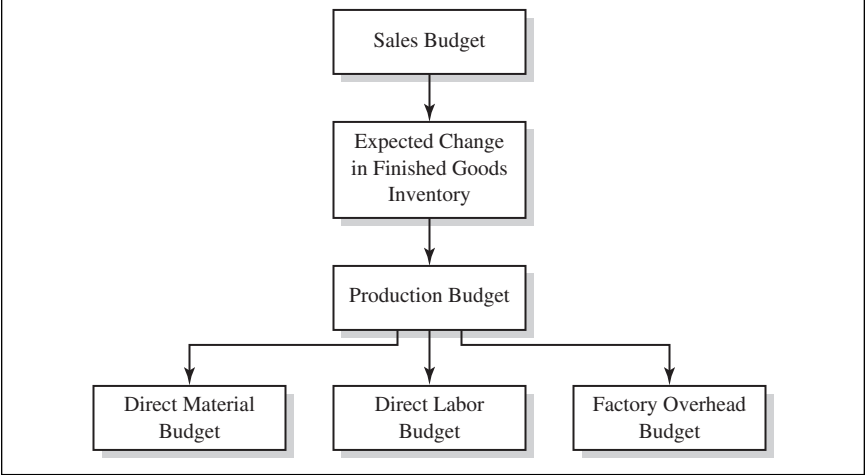 Sales Budget
Expected Change
in Finished Goods
Inventory
Production Budget
Direct Material
Budget
Direct Labor
Budget
Factory Overhead
Budget